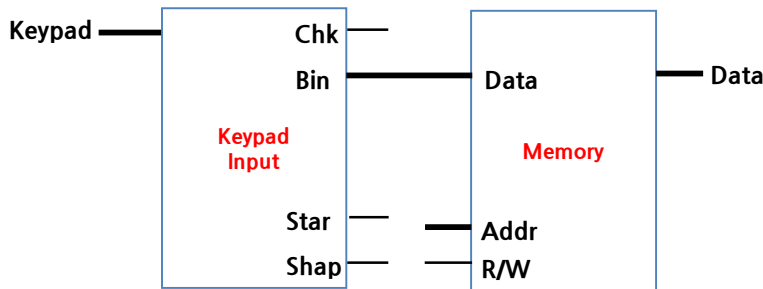 Keypad
Chk
Bin
Data
Data
Keypad
Input
Memory
Star
Addr
Shap
R/W